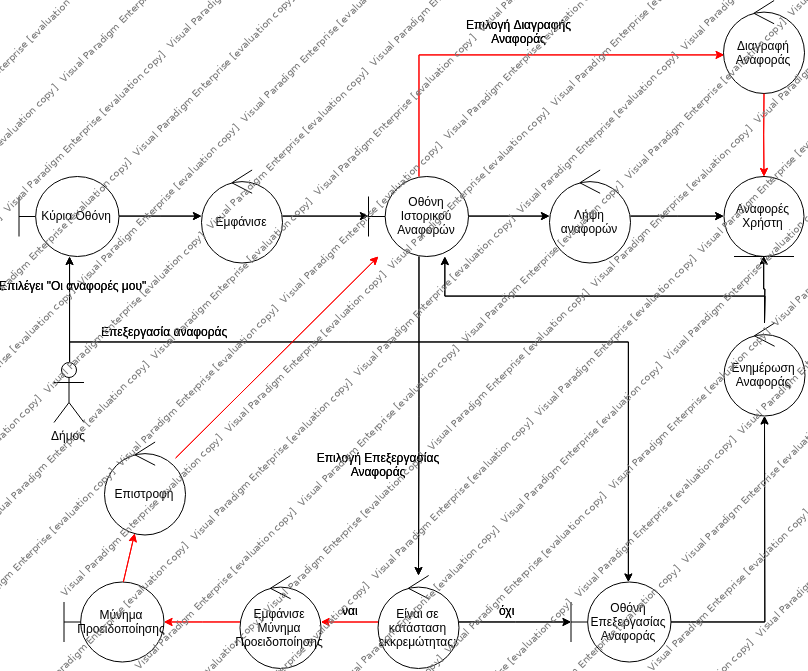 Επιλογή Διαγραφής
Αναφοράς
Διαγραφή
Αναφοράς
Κύρια Οθόνη
Εμφάνισε
Οθόνη
Ιστορικού
Αναφορών
Λήψη
αναφορών
Αναφορές
Χρήστη
Επιλέγει "Οι αναφορές μου"
Επεξεργασία αναφοράς
Ενημέρωση
Αναφοράς
Δήμος
Επιλογή Επεξεργασίας
Αναφοράς
Επιστροφή
Μύνημα
Προειδοποίησης
Εμφάνισε
Μύνημα
Προειδοποίησης
ναι
Είναι σε
κατάσταση
εκκρεμότητας;
όχι
Οθόνη
Επεξεργασίας
Αναφοράς
Visual Paradigm Enterprise [evaluation copy]